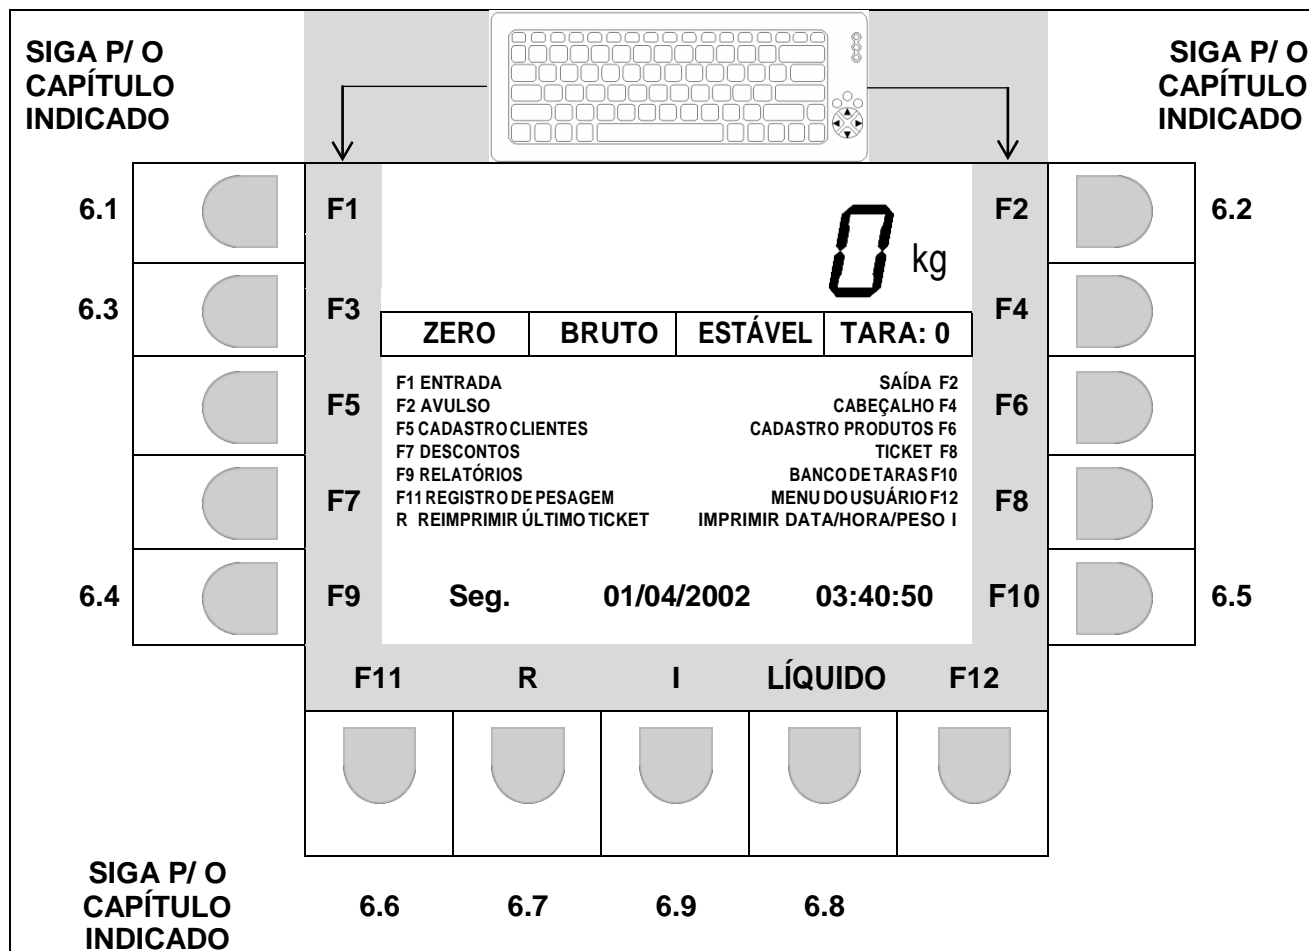 SIGA P/ O
CAPÍTULO
INDICADO
SIGA P/ O
CAPÍTULO
INDICADO
6.1 F1 0 kg F2 6.2
6.3 F3 F4
ZERO BRUTO ESTÁVEL TARA: 0
F5 F6
F1 ENTRADA SAÍDA F2
F2 AVULSO CABEÇALHO F4
F5 CADASTRO CLIENTES CADASTRO PRODUTOS F6
F7 DESCONTOS TICKET F8
F9 RELATÓRIOS BANCO DE TARAS F10
F11 REGISTRO DE PESAGEM MENU DO USUÁRIO F12
R REIMPRIMIR ÚLTIMO TICKET IMPRIMIR DATA/HORA/PESO I
F7 F8
6.4 F9 Seg. 01/04/2002 03:40:50 F10 6.5
F11 R I LÍQUIDO F12
SIGA P/ O
CAPÍTULO
INDICADO
6.6 6.7 6.9 6.8